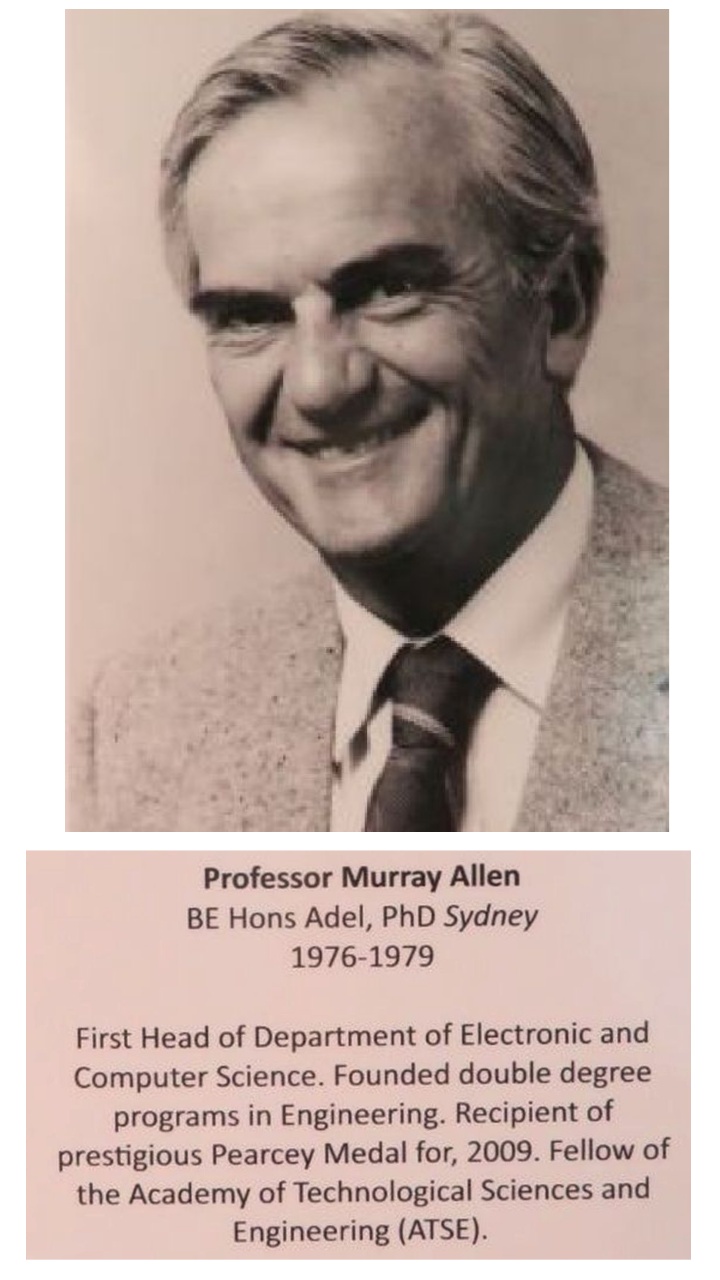 Professor Murray Allen
BE Hons Adel, PhD Sydney
1976-1979
First Head of Department of Electronic and
Computer Science. Founded double degree
programs in Engineering. Recipient of
prestigious Pearcey Medal for, 2009. Fellow of
the Academy of Technological Sciences and
Engineering (ATSE).